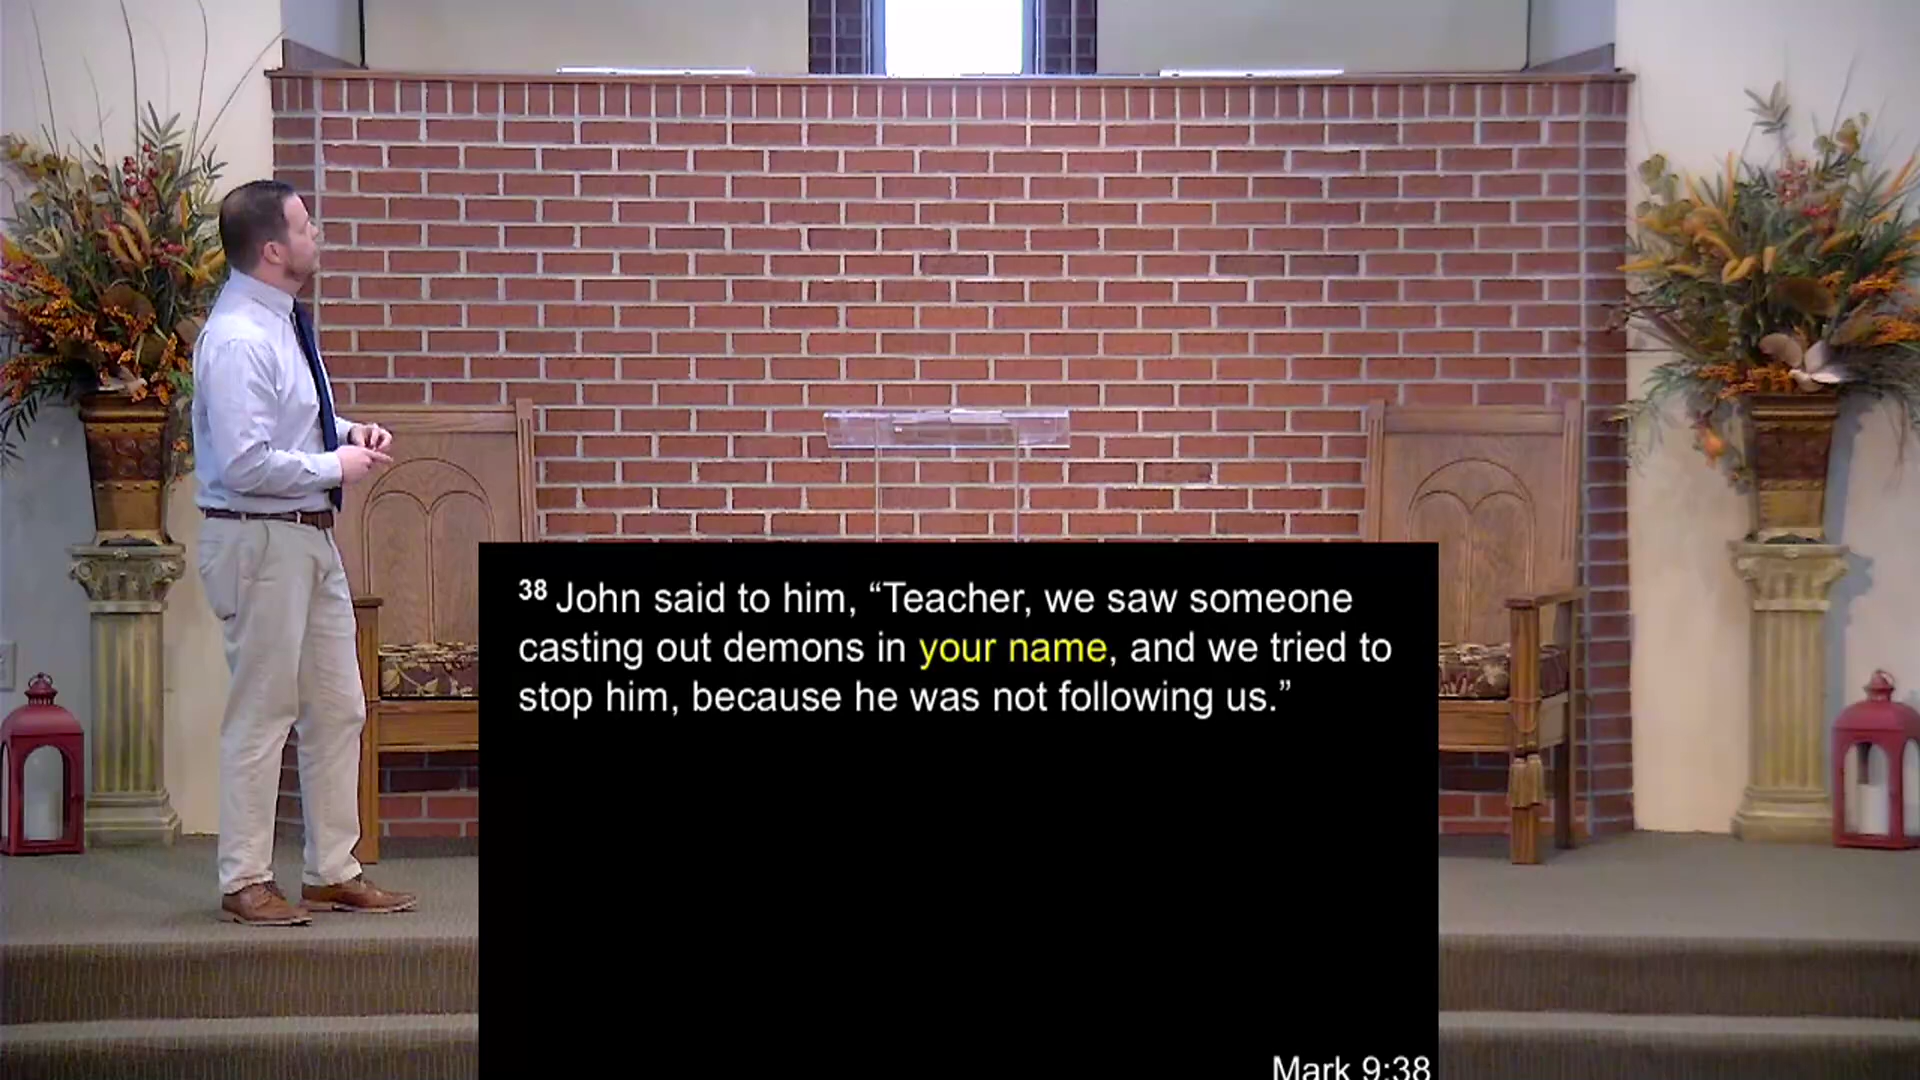 38 John said to him, “Teacher, we saw someone
casting out demons in your name, and we tried to
stop him, because he was not following us.”
Mark 9:38